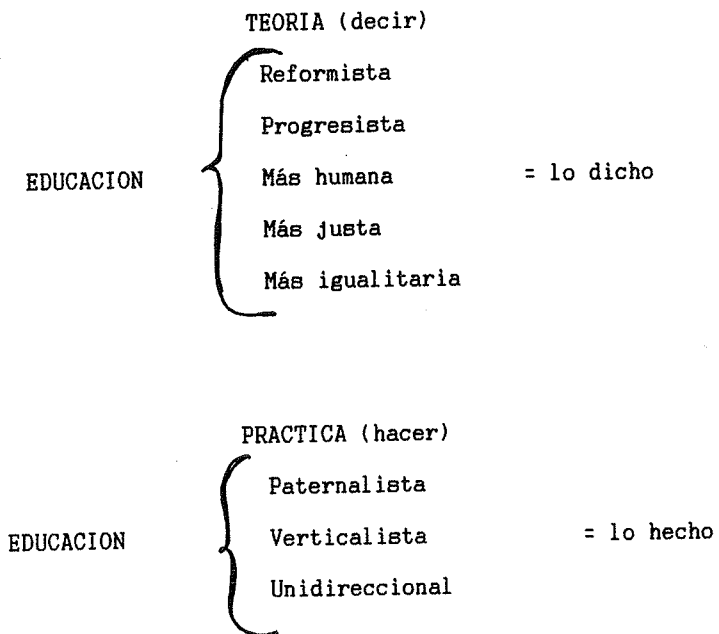 TEORIA (decir)
Reformista
Progresista
EDUCACION Más humana = lo dicho
Más justa
Más igualitaria
PRACTICA (hacer)
Paternalista
EDUCACION Verticalista = lo hecho
Unidireccional